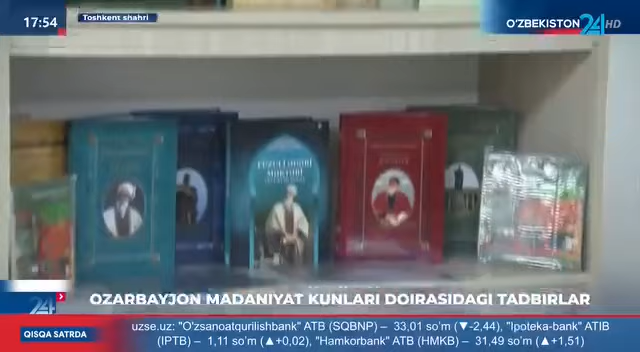 17:54
Toshkent shahri
O'ZBEKISTON 24 HD
OZARBAYJON MADANIYAT KUNLARI DOIRASIDAGI TADBIRLAR
24
QISQA SATRDA
uzse.uz: "O'zsanoatqurilishbank" ATB (SQBNP) – 33,01 so'm (▼-2,44), "Ipoteka-bank" ATIB
(IPTB) – 1,11 so'm (▲+0,02), "Hamkorbank" ATB (HMKB) – 31,49 so'm (▲+1,51)